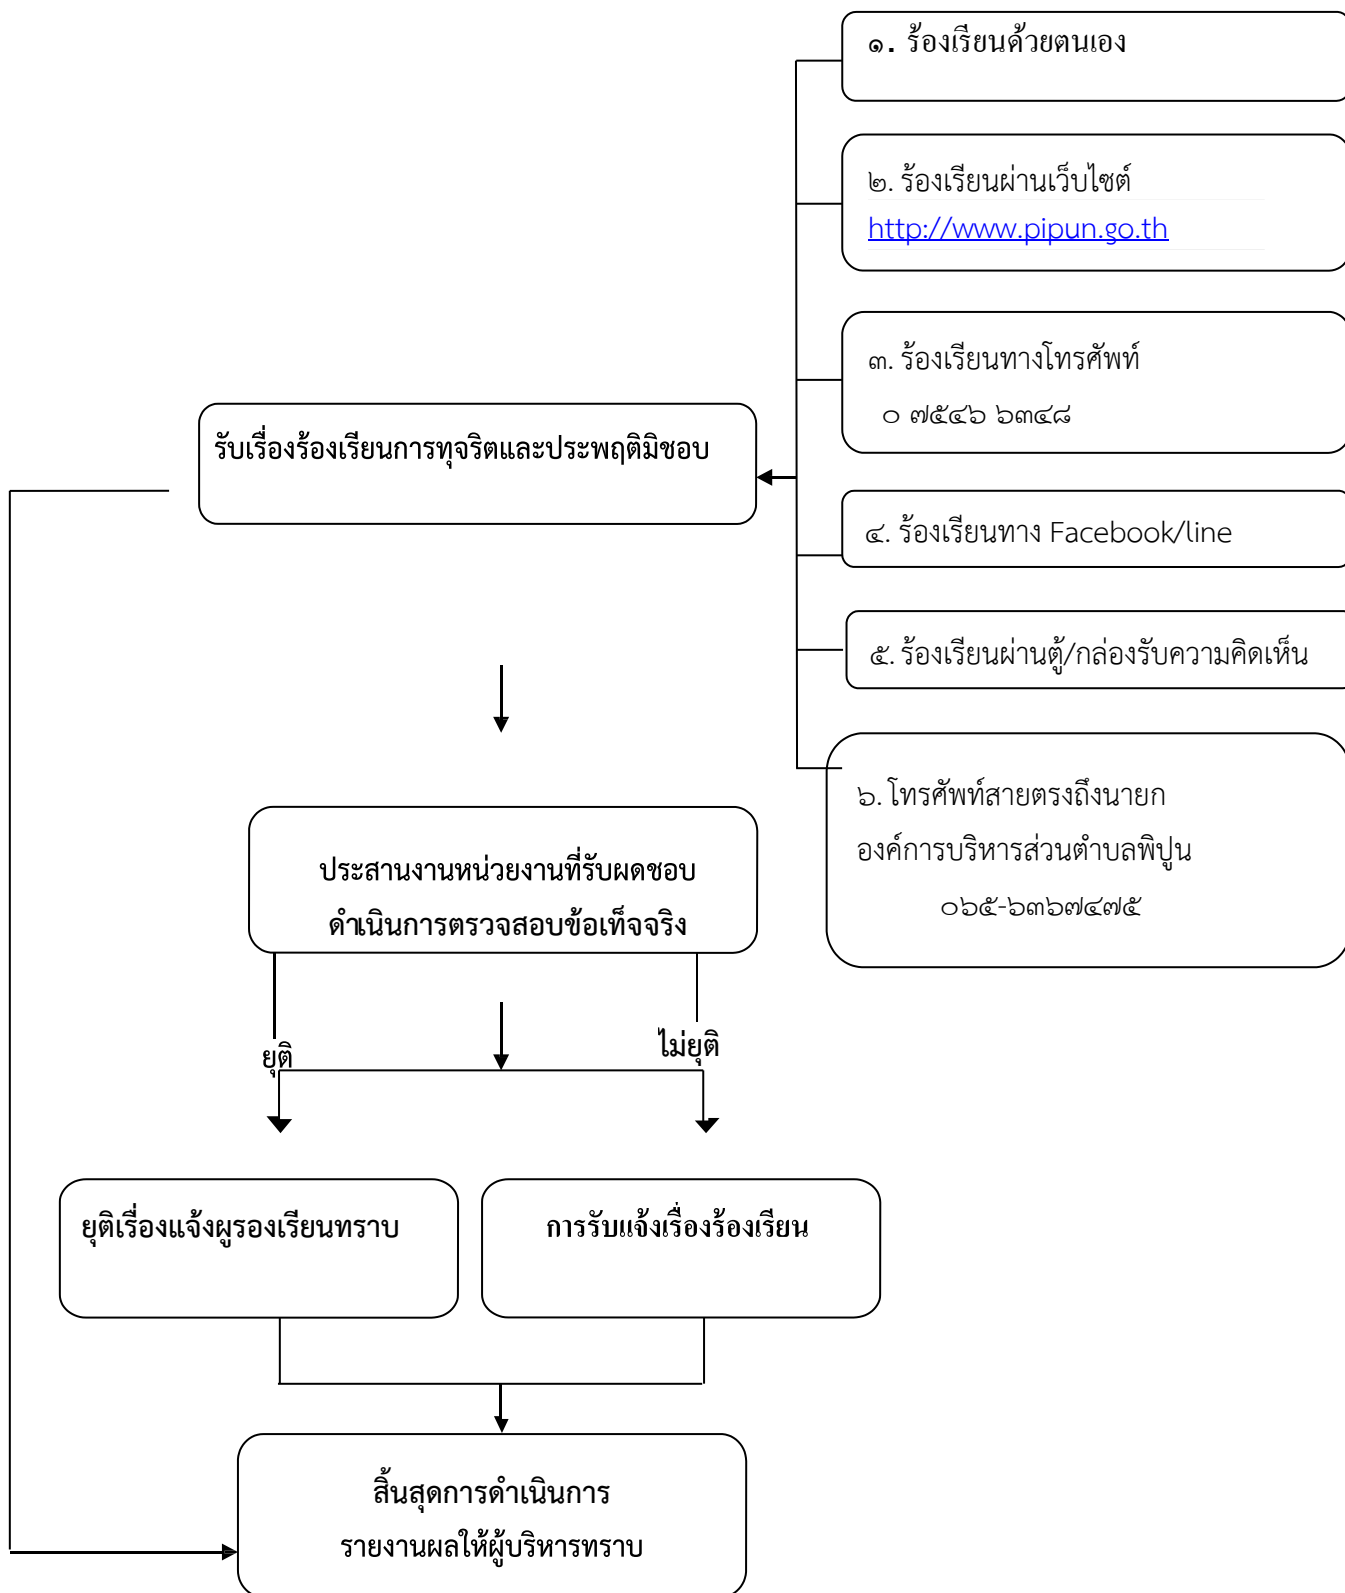 ๑. ร้องเรียนด้วยตนเอง
๒. ร้องเรียนผ่านเว็บไซต์
http://www.pipun.go.th
๓. ร้องเรียนทางโทรศัพท์
๐ ๗๕๔๖ ๖๓๔๘
รับเรื่องร้องเรียนการทุจริตและประพฤติมิชอบ
๔. ร้องเรียนทาง Facebook/line
๕. ร้องเรียนผ่านตู้/กล่องรับความคิดเห็น
๖. โทรศัพท์สายตรงถึงนายก
องค์การบริหารส่วนตำบลพิปูน
๐๖๕-๖๓๖๗๔๗๕
ประสานงานหน่วยงานที่รับผดชอบ
ดำเนินการตรวจสอบข้อเท็จจริง
ยุติ
ไม่ยุติ
ยุติเรื่องแจ้งผูรองเรียนทราบ
การรับแจ้งเรื่องร้องเรียน
สิ้นสุดการดำเนินการ
รายงานผลให้ผู้บริหารทราบ